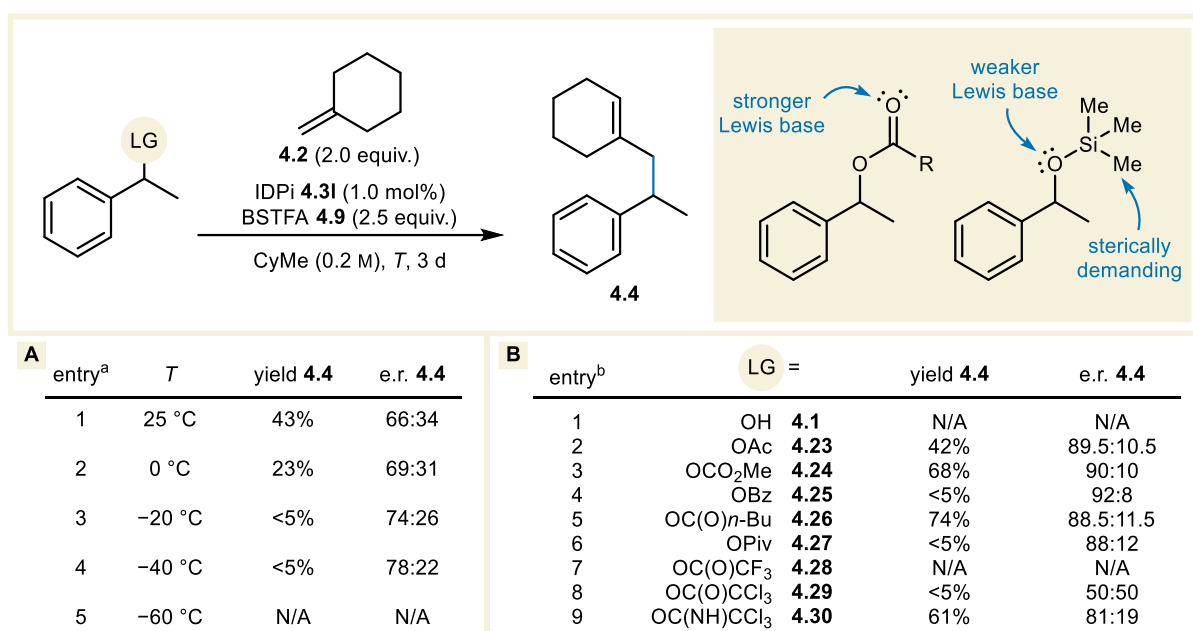 LG
4.2 (2.0 equiv.)
IDPi 4.3l (1.0 mol%)
BSTFA 4.9 (2.5 equiv.)
CyMe (0.2 M), T, 3 d
4.4
stronger
Lewis base
O
O
R
weaker
Lewis base
Me
Si
Me
O
Me
sterically
demanding
A
entryᵃ T yield 4.4 e.r. 4.4
1 25 °C 43% 66:34
2 0 °C 23% 69:31
3 −20 °C <5% 74:26
4 −40 °C <5% 78:22
5 −60 °C N/A N/A
B
entryᵇ LG = yield 4.4 e.r. 4.4
1 OH 4.1 N/A N/A
2 OAc 4.23 42% 89.5:10.5
3 OCO₂Me 4.24 68% 90:10
4 OBz 4.25 <5% 92:8
5 OC(O)n-Bu 4.26 74% 88.5:11.5
6 OPiv 4.27 <5% 88:12
7 OC(O)CF₃ 4.28 N/A N/A
8 OC(O)CCl₃ 4.29 <5% 50:50
9 OC(NH)CCl₃ 4.30 61% 81:19